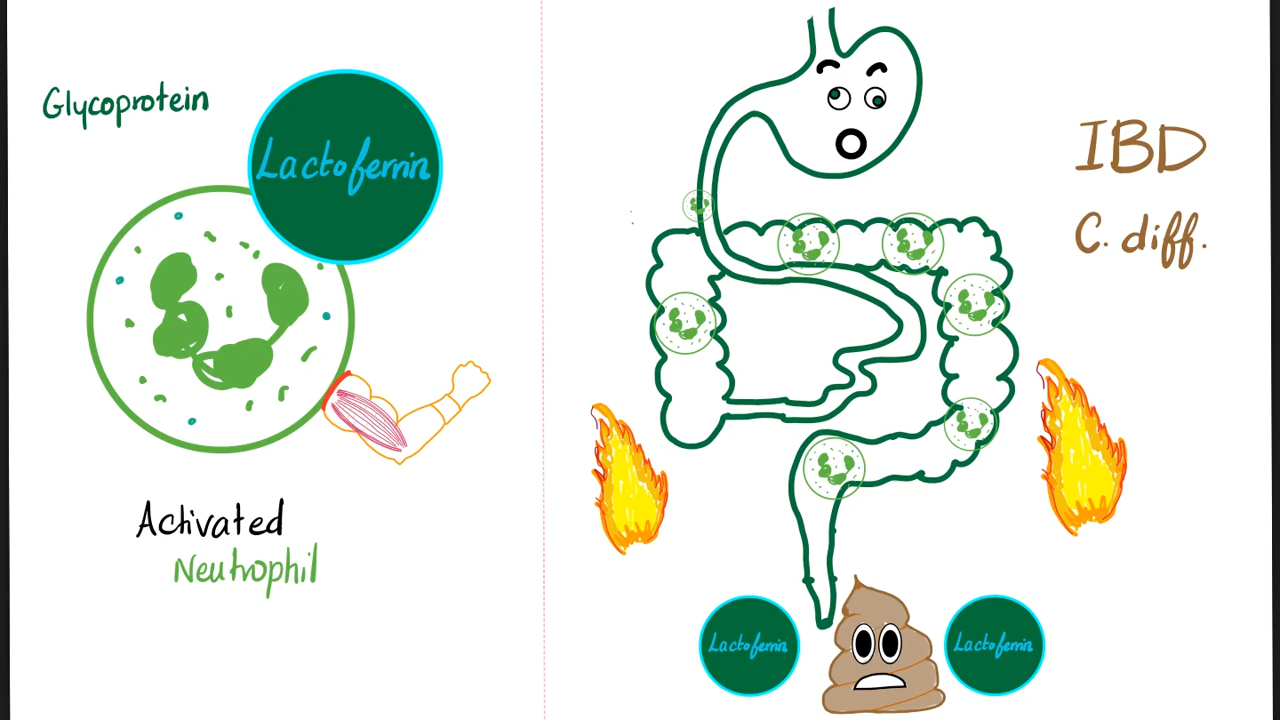 Glycoprotein
Lactoferrin
Activated
Neutrophil
IBD
C. diff.
Lactoferrin
Lactoferrin